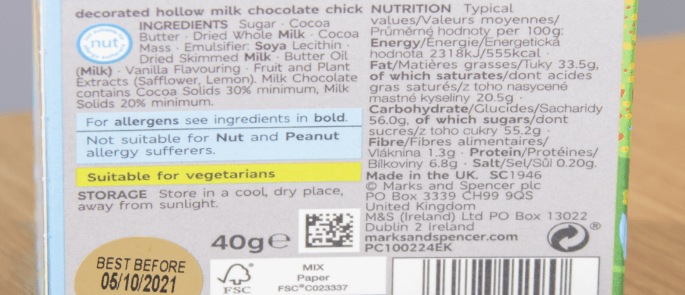 decorated hollow milk chocolate chick
INGREDIENTS Sugar · Cocoa
Butter · Dried Whole Milk · Cocoa
Mass · Emulsifier: Soya Lecithin ·
Dried Skimmed Milk · Butter Oil
(Milk) · Vanilla Flavouring · Fruit and Plant
Extracts (Safflower, Lemon). Milk Chocolate
contains Cocoa Solids 30% minimum, Milk
Solids 20% minimum.
nut
For allergens see ingredients in bold.
Not suitable for Nut and Peanut
allergy sufferers.
Suitable for vegetarians
STORAGE Store in a cool, dry place,
away from sunlight.
40g℮
BEST BEFORE
05/10/2021
FSC
MIX
Paper
FSC® C023337
NUTRITION Typical
values/Valeurs moyennes/
Průměrné hodnoty per 100g:
Energy/Énergie/Energetická
hodnota 2318kJ/555kcal ·
Fat/Matières grasses/Tuky 33.5g,
of which saturates/dont acides
gras saturés/z toho nasycené
mastné kyseliny 20.5g ·
Carbohydrate/Glucides/Sacharidy
56.0g, of which sugars/dont
sucres/z toho cukry 55.2g ·
Fibre/Fibres alimentaires/
Vláknina 1.3g · Protein/Protéines/
Bílkoviny 6.8g · Salt/Sel/Sůl 0.20g.
Made in the UK. SC1946
© Marks and Spencer plc
PO Box 3339 CH99 9QS
United Kingdom
M&S (Ireland) Ltd PO Box 13022
Dublin 2 Ireland
marksandspencer.com
PC100224EK